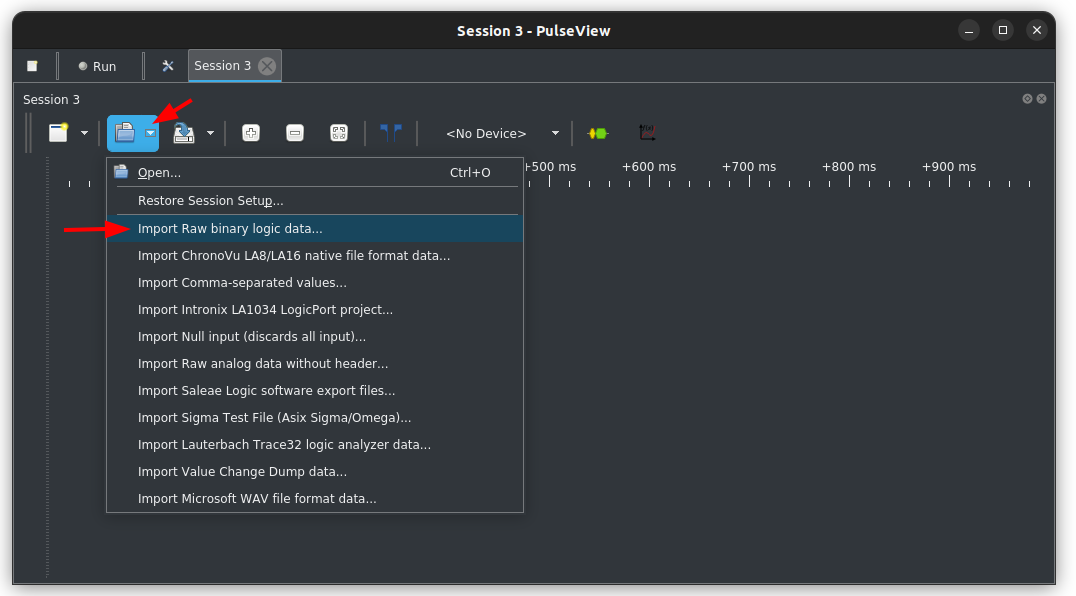 Session 3 - PulseView
Run
Session 3
Session 3
<No Device>
+500 ms +600 ms +700 ms +800 ms +900 ms
Open... Ctrl+O
Restore Session Setup...
Import Raw binary logic data...
Import ChronoVu LA8/LA16 native file format data...
Import Comma-separated values...
Import Intronix LA1034 LogicPort project...
Import Null input (discards all input)...
Import Raw analog data without header...
Import Saleae Logic software export files...
Import Sigma Test File (Asix Sigma/Omega)...
Import Lauterbach Trace32 logic analyzer data...
Import Value Change Dump data...
Import Microsoft WAV file format data...